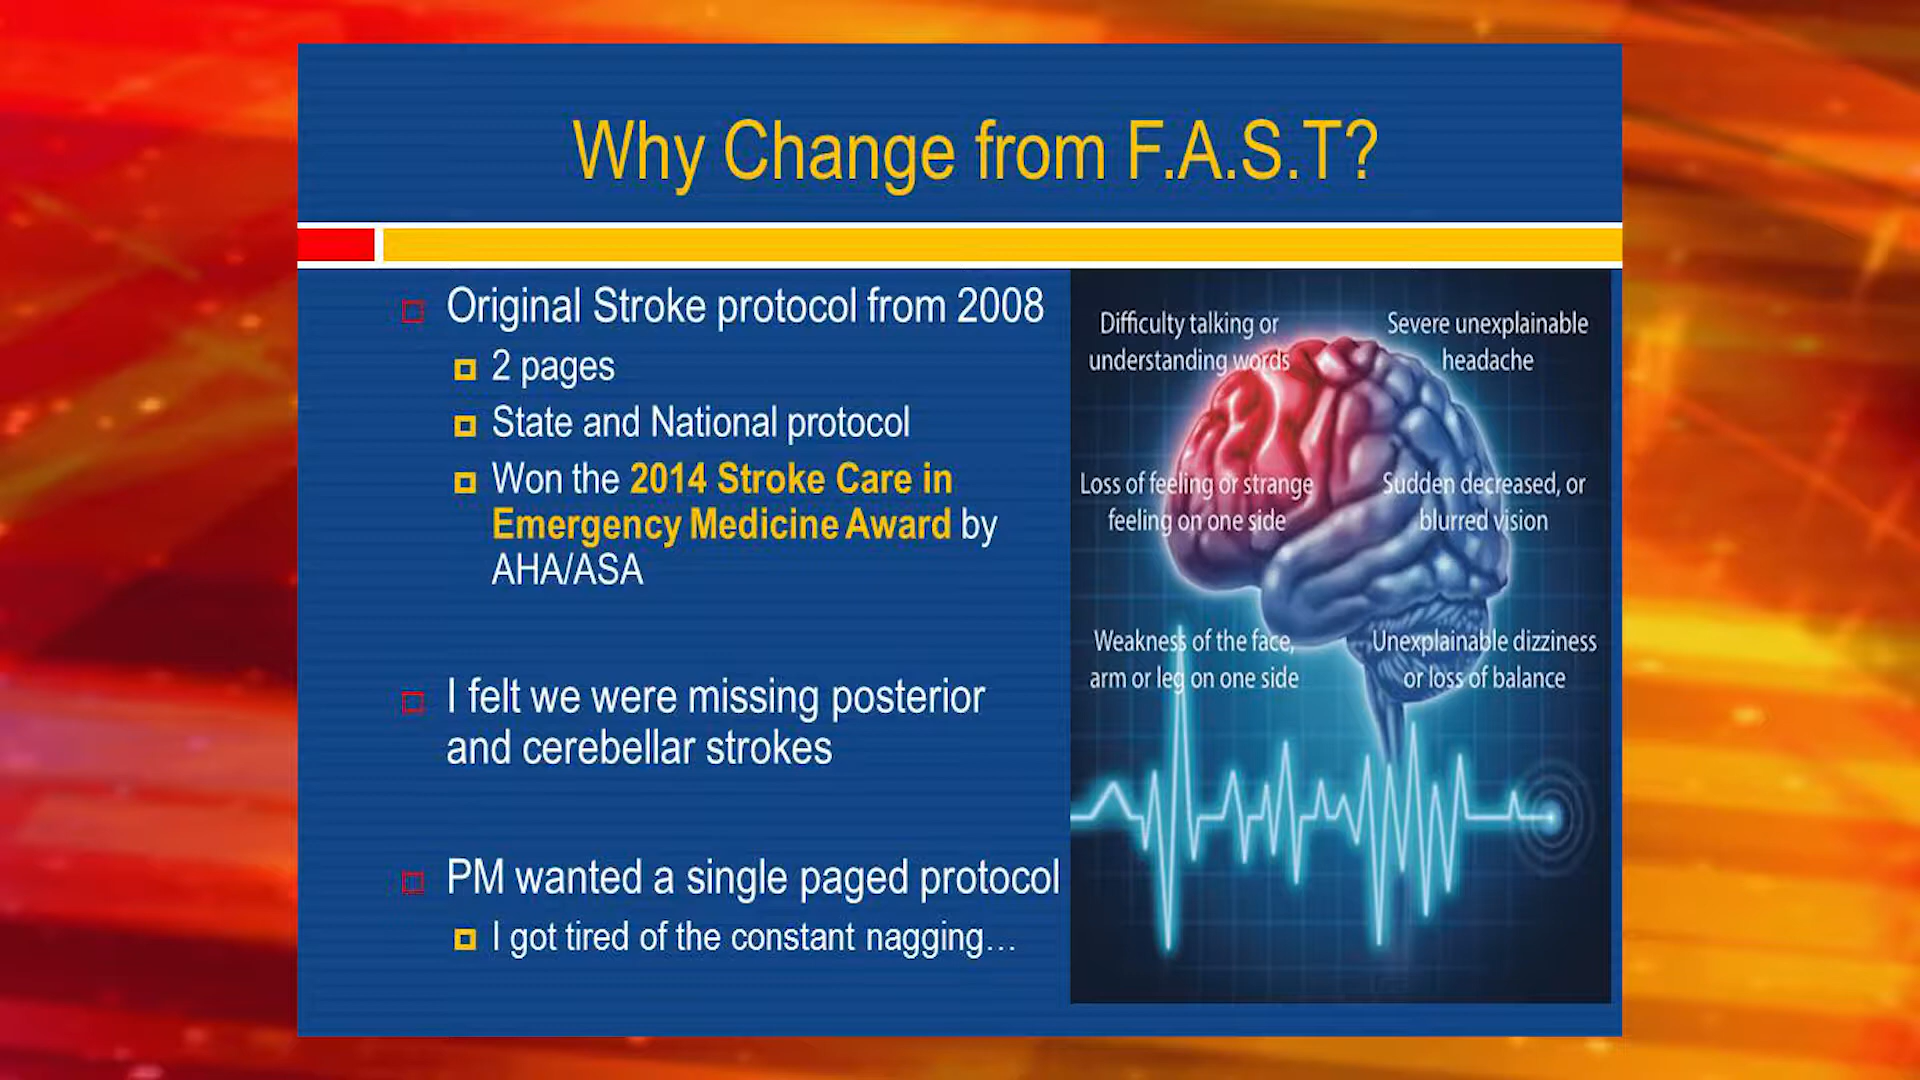 Why Change from F.A.S.T?
Original Stroke protocol from 2008
2 pages
State and National protocol
Won the 2014 Stroke Care in
Emergency Medicine Award by
AHA/ASA
I felt we were missing posterior
and cerebellar strokes
PM wanted a single paged protocol
I got tired of the constant nagging…
Difficulty talking or
understanding words
Severe unexplainable
headache
Loss of feeling or strange
feeling on one side
Sudden decreased, or
blurred vision
Weakness of the face,
arm or leg on one side
Unexplainable dizziness
or loss of balance